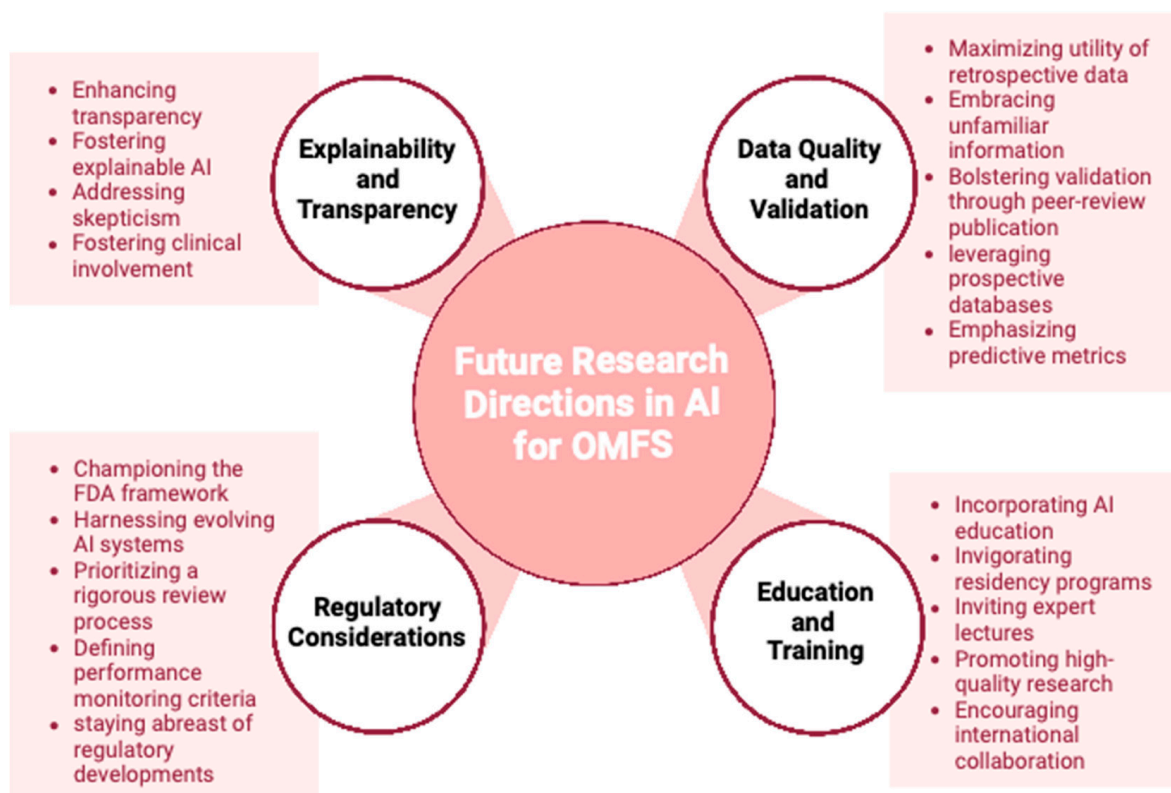 • Enhancing
transparency
• Fostering
explainable AI
• Addressing
skepticism
• Fostering clinical
involvement
Explainability
and
Transparency
Data Quality
and
Validation
• Maximizing utility of
retrospective data
• Embracing
unfamiliar
information
• Bolstering validation
through peer-review
publication
• leveraging
prospective
databases
• Emphasizing
predictive metrics
Future Research
Directions in AI
for OMFS
• Championing the
FDA framework
• Harnessing evolving
AI systems
• Prioritizing a
rigorous review
process
• Defining
performance
monitoring criteria
• staying abreast of
regulatory
developments
Regulatory
Considerations
Education
and
Training
• Incorporating AI
education
• Invigorating
residency programs
• Inviting expert
lectures
• Promoting high-
quality research
• Encouraging
international
collaboration